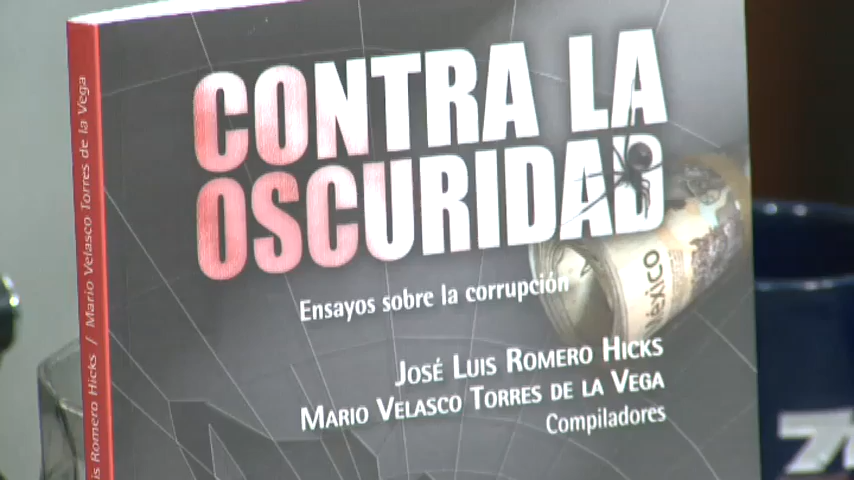 CONTRA LA
OSCURIDAD
Ensayos sobre la corrupción
México
JOSÉ LUIS ROMERO HICKS
MARIO VELASCO TORRES DE LA VEGA
Compiladores
is Romero Hicks / Mario Velasco Torres de la Vega